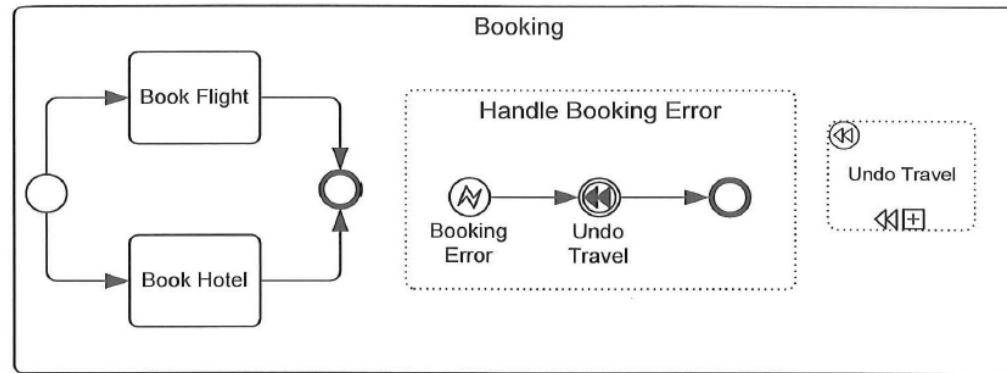 Booking
Book Flight
Handle Booking Error
Undo Travel
Booking
Error
Undo
Travel
Book Hotel